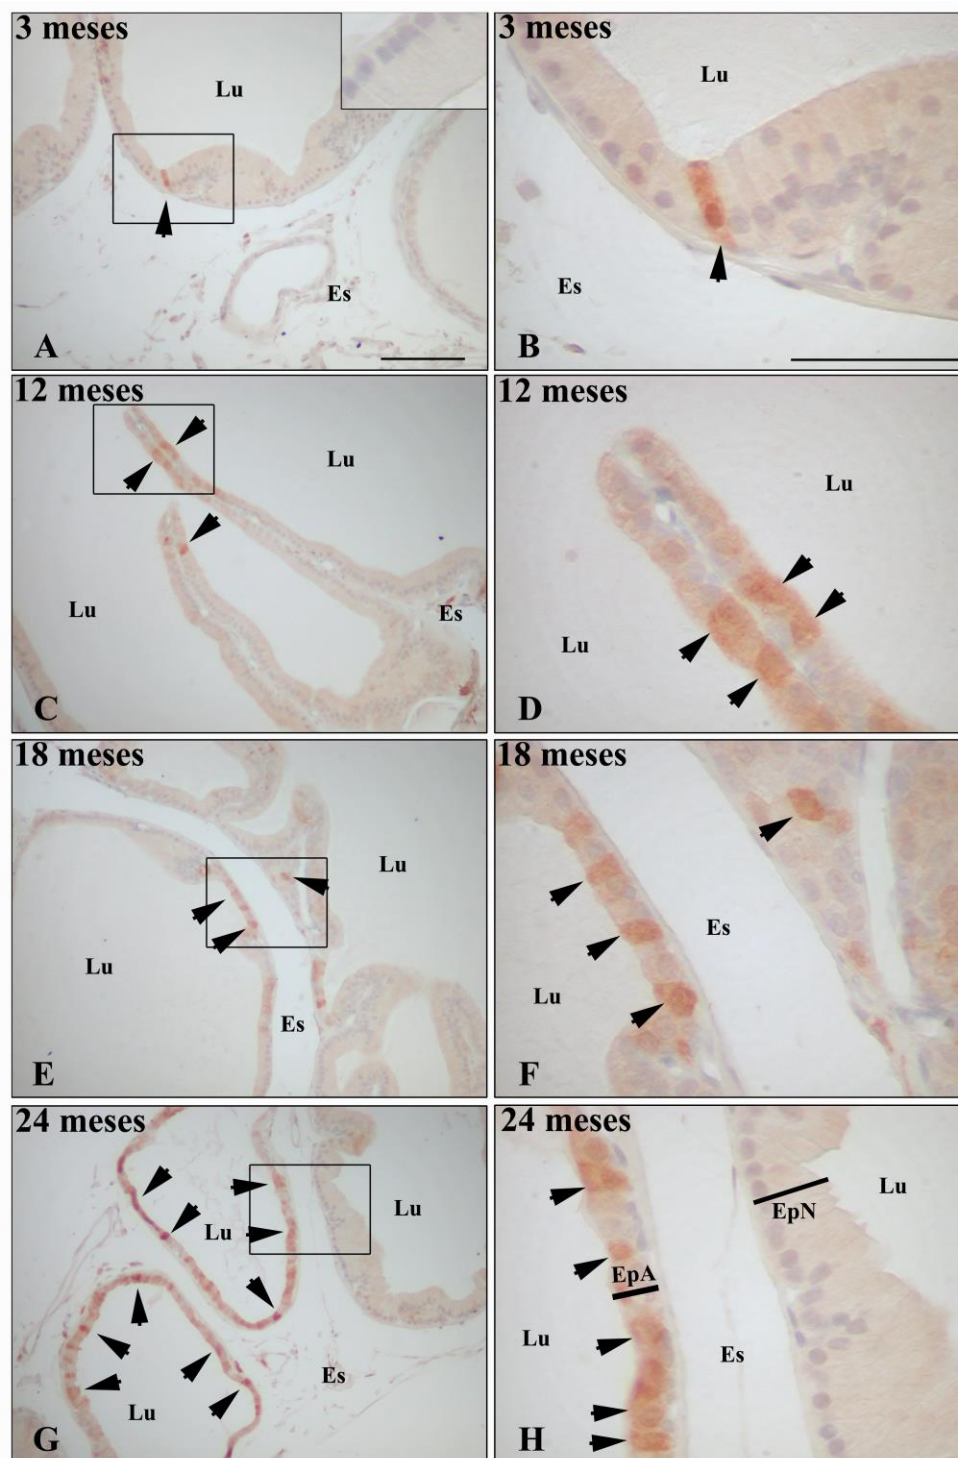 3 meses
Lu
Es
A
3 meses
Lu
Es
B
12 meses
Lu
Lu
Es
C
12 meses
Lu
Lu
D
18 meses
Lu
Lu
Es
E
18 meses
Es
Lu
F
24 meses
Lu
Lu
Es
Lu
G
24 meses
Lu
EpN
EpA
Lu
Es
H